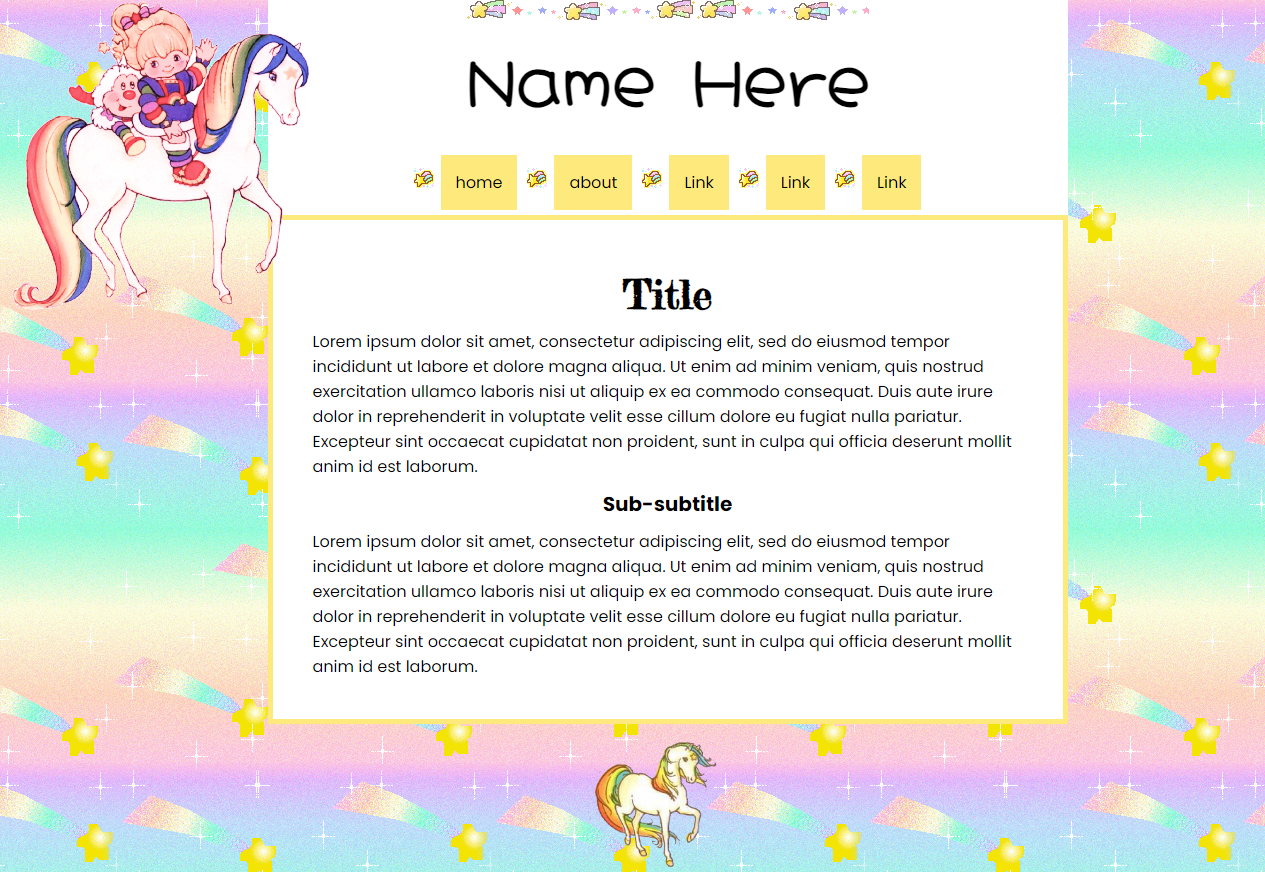 Name Here
home about Link Link Link
Title
Lorem ipsum dolor sit amet, consectetur adipiscing elit, sed do eiusmod tempor
incididunt ut labore et dolore magna aliqua. Ut enim ad minim veniam, quis nostrud
exercitation ullamco laboris nisi ut aliquip ex ea commodo consequat. Duis aute irure
dolor in reprehenderit in voluptate velit esse cillum dolore eu fugiat nulla pariatur.
Excepteur sint occaecat cupidatat non proident, sunt in culpa qui officia deserunt mollit
anim id est laborum.
Sub-subtitle
Lorem ipsum dolor sit amet, consectetur adipiscing elit, sed do eiusmod tempor
incididunt ut labore et dolore magna aliqua. Ut enim ad minim veniam, quis nostrud
exercitation ullamco laboris nisi ut aliquip ex ea commodo consequat. Duis aute irure
dolor in reprehenderit in voluptate velit esse cillum dolore eu fugiat nulla pariatur.
Excepteur sint occaecat cupidatat non proident, sunt in culpa qui officia deserunt mollit
anim id est laborum.